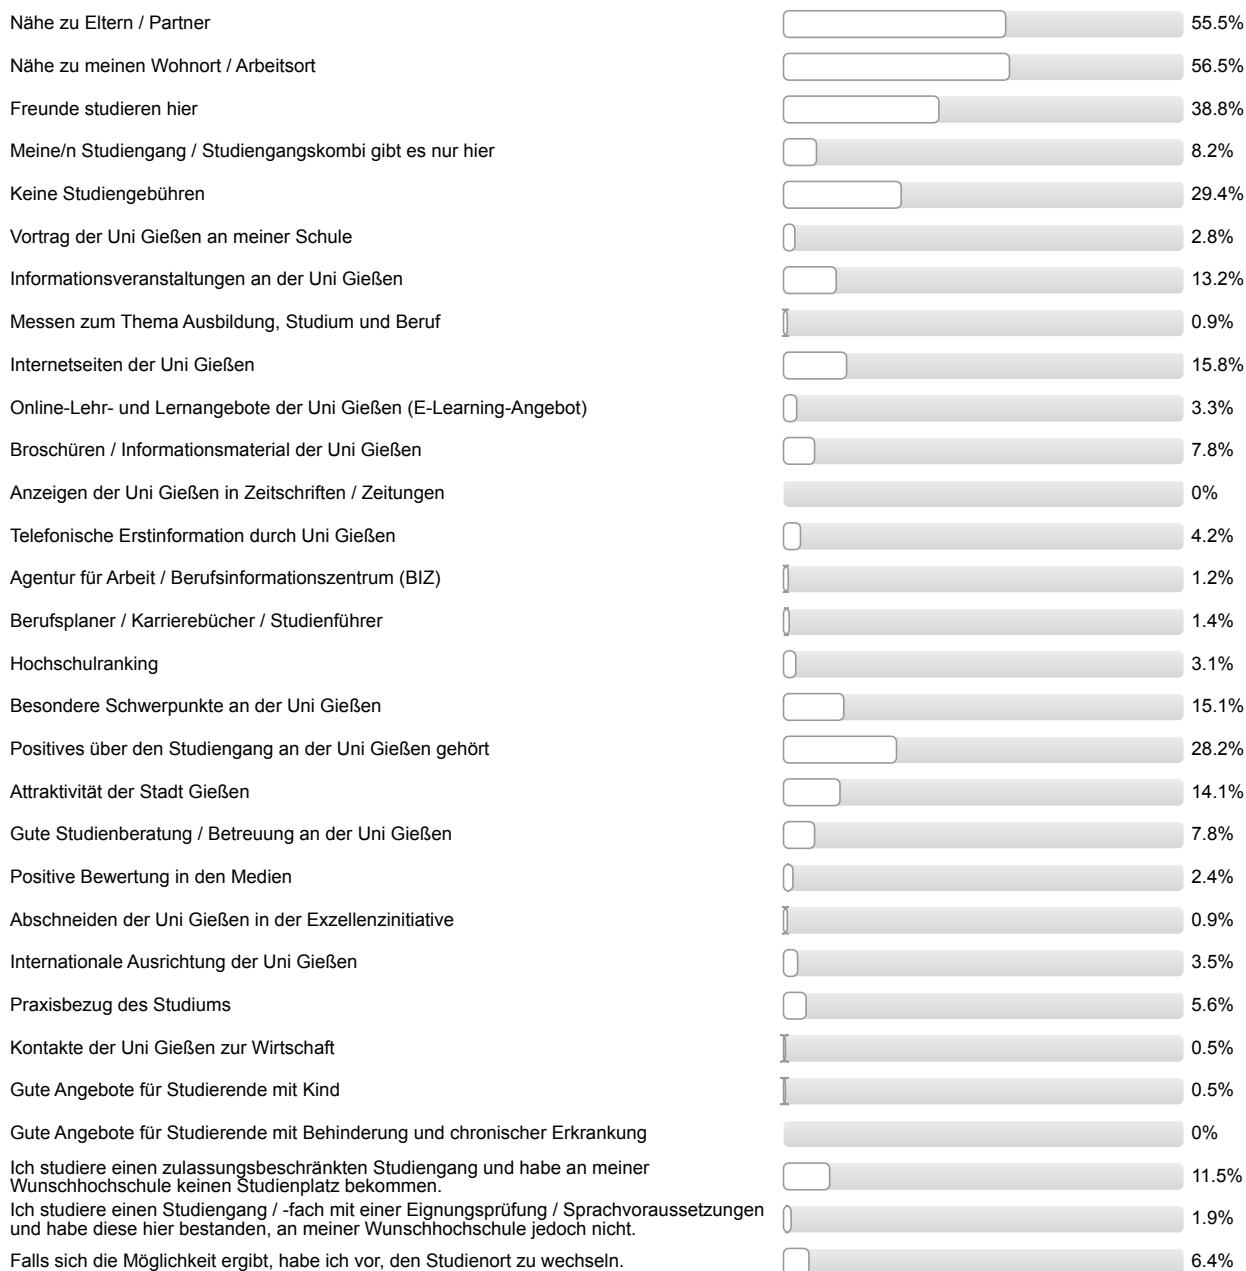 Nähe zu Eltern / Partner 55.5%
Nähe zu meinen Wohnort / Arbeitsort 56.5%
Freunde studieren hier 38.8%
Meine/n Studiengang / Studiengangskombi gibt es nur hier 8.2%
Keine Studiengebühren 29.4%
Vortrag der Uni Gießen an meiner Schule 2.8%
Informationsveranstaltungen an der Uni Gießen 13.2%
Messen zum Thema Ausbildung, Studium und Beruf 0.9%
Internetseiten der Uni Gießen 15.8%
Online-Lehr- und Lernangebote der Uni Gießen (E-Learning-Angebot) 3.3%
Broschüren / Informationsmaterial der Uni Gießen 7.8%
Anzeigen der Uni Gießen in Zeitschriften / Zeitungen 0%
Telefonische Erstinformation durch Uni Gießen 4.2%
Agentur für Arbeit / Berufsinformationszentrum (BIZ) 1.2%
Berufsplaner / Karrierebücher / Studienführer 1.4%
Hochschulranking 3.1%
Besondere Schwerpunkte an der Uni Gießen 15.1%
Positives über den Studiengang an der Uni Gießen gehört 28.2%
Attraktivität der Stadt Gießen 14.1%
Gute Studienberatung / Betreuung an der Uni Gießen 7.8%
Positive Bewertung in den Medien 2.4%
Abschneiden der Uni Gießen in der Exzellenzinitiative 0.9%
Internationale Ausrichtung der Uni Gießen 3.5%
Praxisbezug des Studiums 5.6%
Kontakte der Uni Gießen zur Wirtschaft 0.5%
Gute Angebote für Studierende mit Kind 0.5%
Gute Angebote für Studierende mit Behinderung und chronischer Erkrankung 0%
Ich studiere einen zulassungsbeschränkten Studiengang und habe an meiner
Wunschhochschule keinen Studienplatz bekommen. 11.5%
Ich studiere einen Studiengang / -fach mit einer Eignungsprüfung / Sprachvoraussetzungen
und habe diese hier bestanden, an meiner Wunschhochschule jedoch nicht. 1.9%
Falls sich die Möglichkeit ergibt, habe ich vor, den Studienort zu wechseln. 6.4%